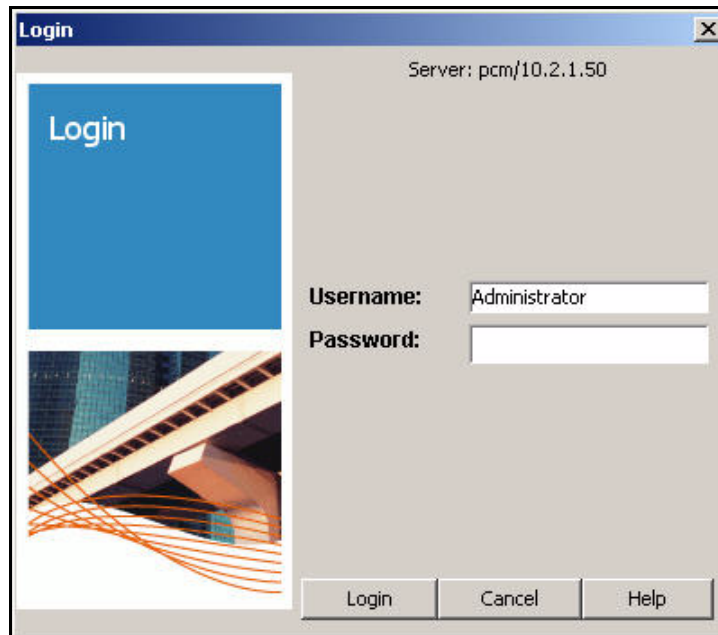 Login
Server: pcm/10.2.1.50
Login
Username: Administrator
Password:
Login Cancel Help